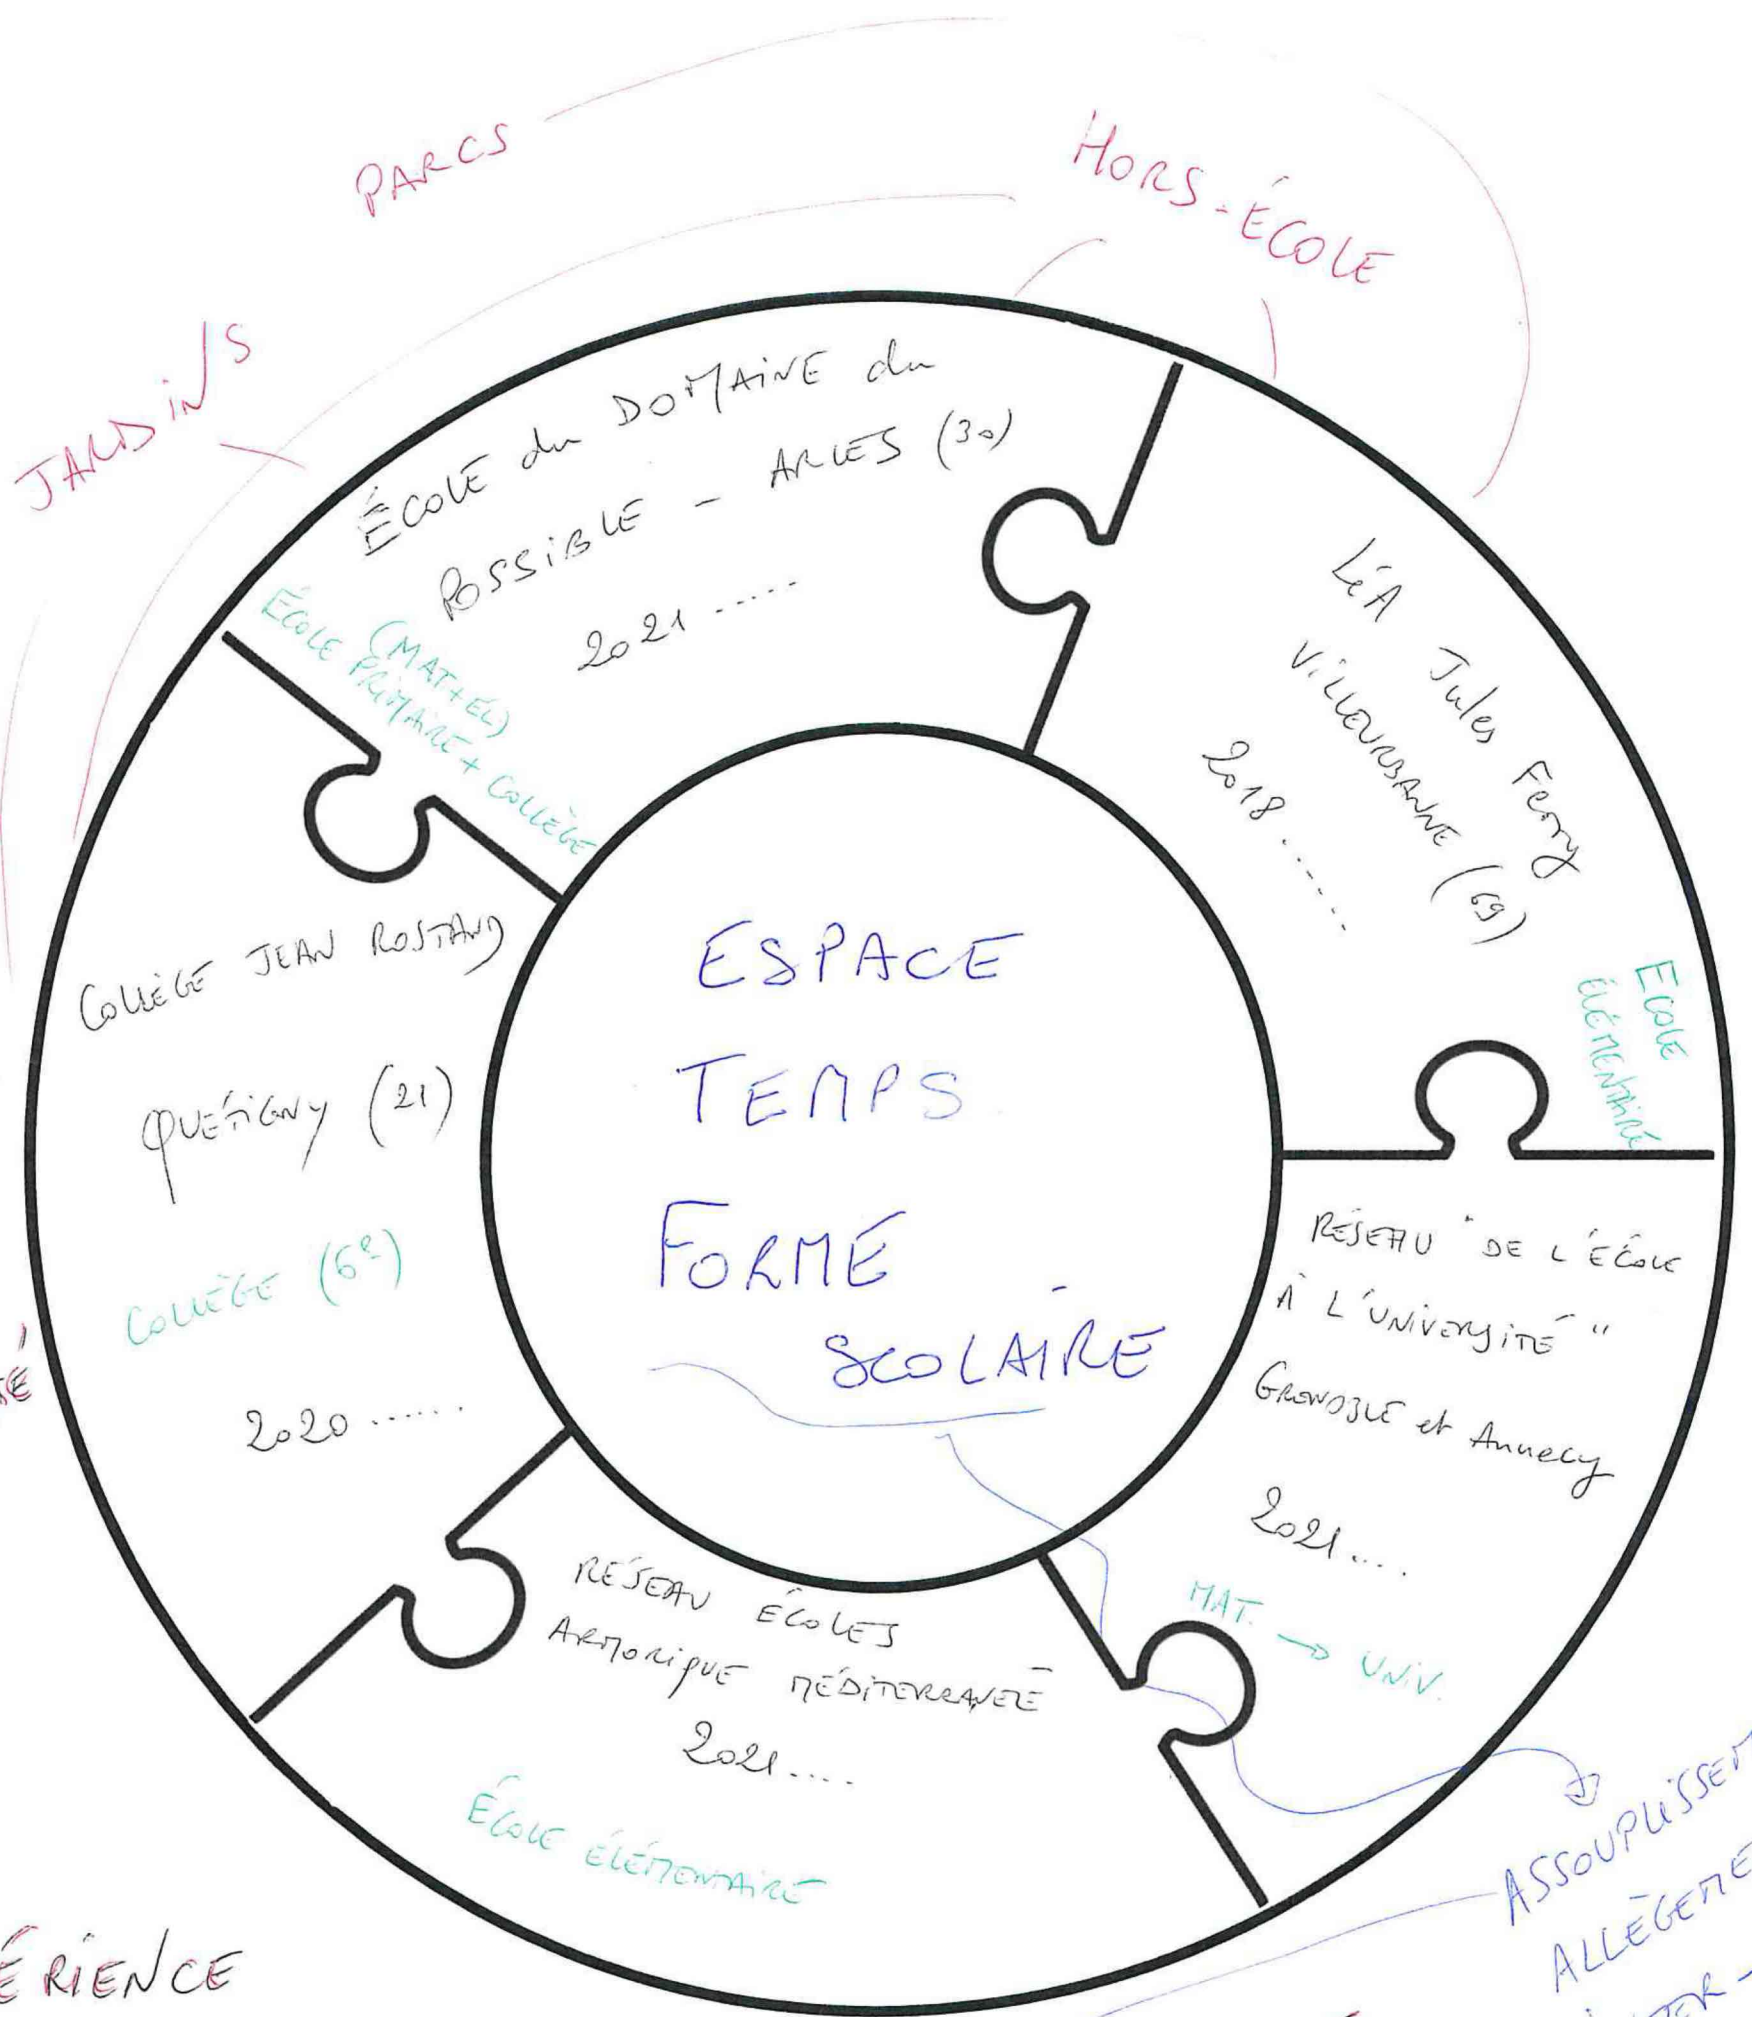 PARCS
HORS-ÉCOLE
JARDINS
ÉCOLE du DOMAINE du
POSSIBLE - ARLES (30)
2021 ......
ÉCOLE PRIMAIRE + COLLÈGE
(MAT+EL)
LéA Jules Ferry
VILLEURBANNE (69)
2018 ......
ECOLE
ÉLÉMENTAIRE
COLLÈGE JEAN ROSTAND
QUÉTIGNY (21)
COLLÈGE (6e)
2020 ......
ESPACE
TEMPS
FORME
SCOLAIRE
RÉSEAU "DE L'ÉCOLE
À L'UNIVERSITÉ"
GRENOBLE et Annecy
2021 ....
MAT. → UNIV.
RÉSEAU ÉCOLES
ARMORIQUE MÉDITERRANÉE
2021 ....
ÉCOLE ÉLÉMENTAIRE
ÉRIENCE
ASSOUPLISSEM
ALLÈGEME